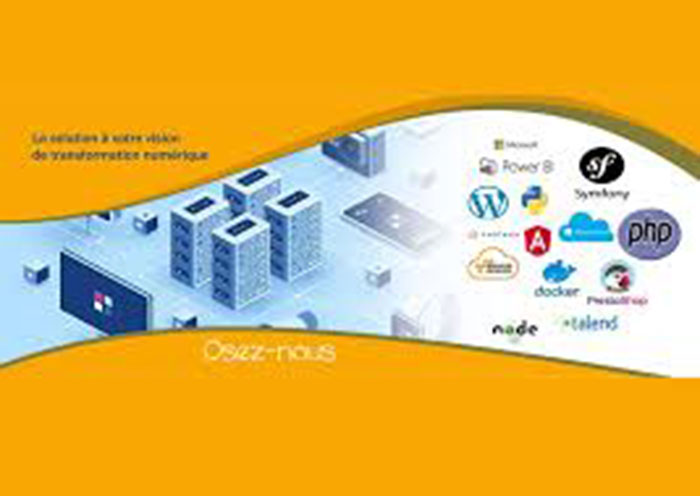 La solution à votre vision
de transformation numérique
Microsoft
Power BI
Symfony
php
docker
PrestaShop
node
talend
Osez-nous